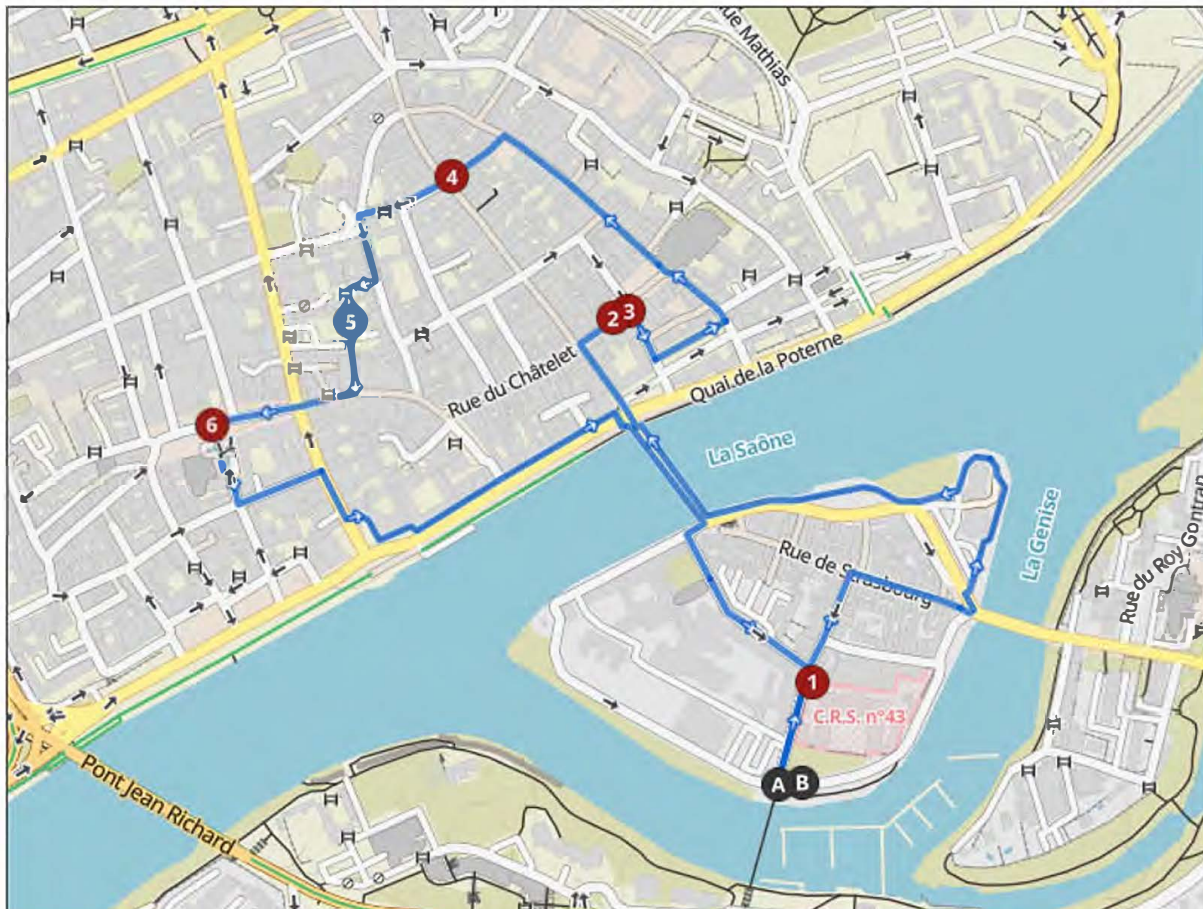 ue Mathias
4
2
3
5
Rue du Châtelet
Quai de la Poterne
6
La Saône
La Genise
Rue du Roy Gontran
Rue de Strasbourg
1
C.R.S. n°43
A
B
Pont Jean Richard